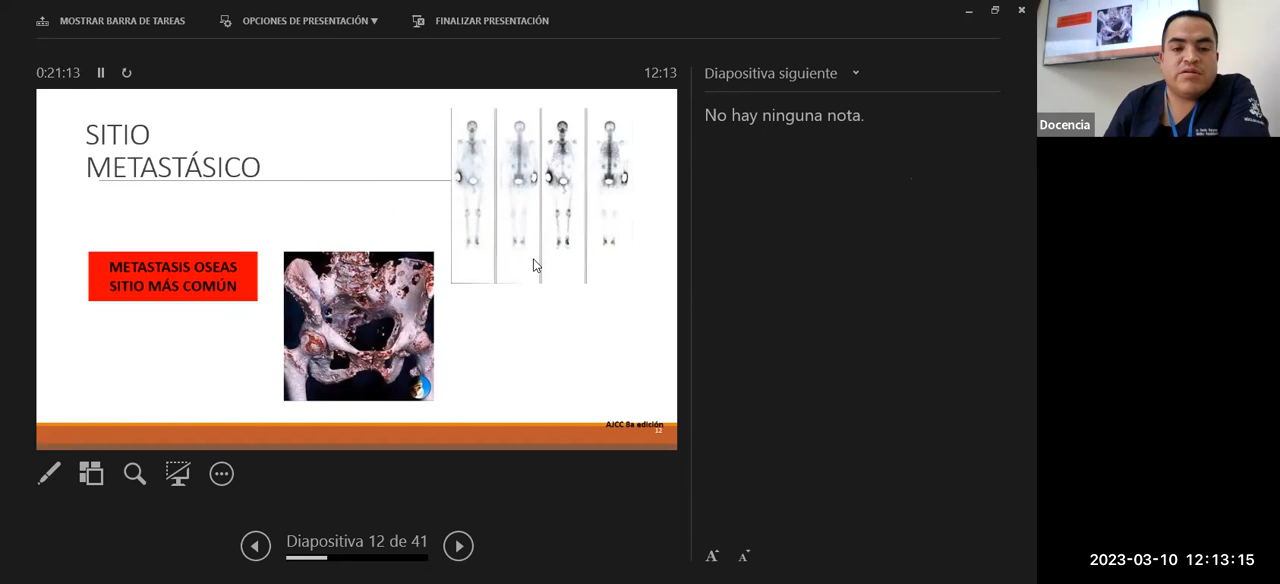 MOSTRAR BARRA DE TAREAS
OPCIONES DE PRESENTACIÓN
FINALIZAR PRESENTACIÓN
0:21:13
12:13
Diapositiva siguiente
No hay ninguna nota.
Docencia
SITIO
METASTÁSICO
METASTASIS OSEAS
SITIO MÁS COMÚN
AJCC 8a edición
12
Diapositiva 12 de 41
A A
2023-03-10 12:13:15